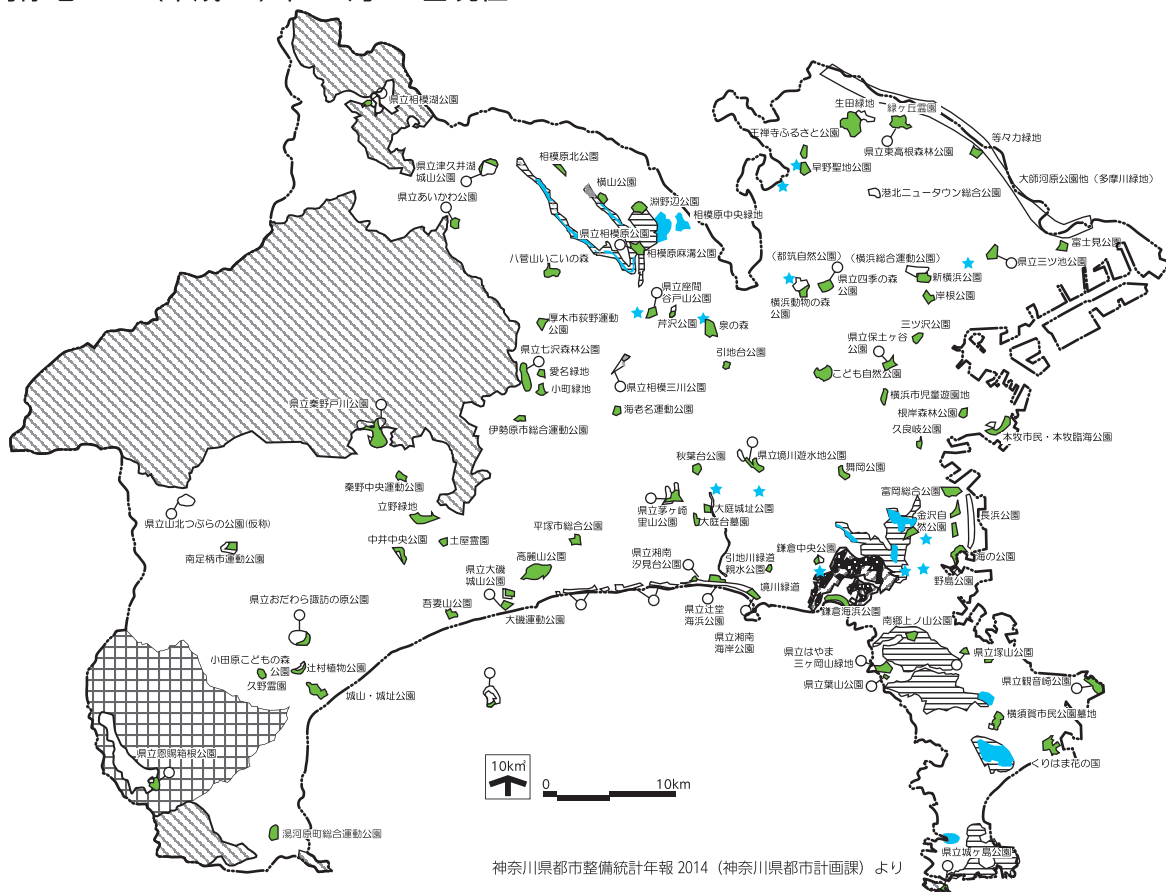 県立相模湖公園
県立津久井湖
城山公園
県立あいかわ公園
相模原北公園
横山公園
淵野辺公園
相模原中央緑地
県立相模原公園
相模原麻溝公園
八菅山いこいの森
県立座間
谷戸山公園
芹沢公園
泉の森
厚木市荻野運動
公園
県立七沢森林公園
愛名緑地
小町緑地
引地台公園
県立相模三川公園
海老名運動公園
伊勢原市総合運動公園
県立秦野戸川公園
生田緑地
緑ヶ丘霊園
王禅寺ふるさと公園
早野聖地公園
県立東高根森林公園
等々力緑地
大師河原公園他（多摩川緑地）
港北ニュータウン総合公園
富士見公園
県立三ツ池公園
（都筑自然公園）
（横浜総合運動公園）
県立四季の森
公園
横浜動物の森
公園
新横浜公園
岸根公園
三ツ沢公園
県立保土ヶ谷
公園
こども自然公園
横浜市児童遊園地
根岸森林公園
久良岐公園
本牧市民・本牧臨海公園
秋葉台公園
県立境川遊水地公園
舞岡公園
秦野中央運動公園
立野緑地
県立山北つぶらの公園(仮称)
南足柄市運動公園
中井中央公園
土屋霊園
平塚市総合公園
高麗山公園
県立茅ヶ崎
里山公園
大庭城址公園
大庭台墓園
富岡総合公園
金沢自
然公園
長浜公園
海の公園
野島公園
鎌倉中央公園
県立湘南
汐見台公園
引地川緑道
親水公園
境川緑道
県立大磯
城山公園
大磯運動公園
吾妻山公園
県立辻堂
海浜公園
県立湘南
海岸公園
鎌倉海浜公園
南郷上ノ山公園
県立おだわら諏訪の原公園
小田原こどもの森
公園
辻村植物公園
久野霊園
城山・城址公園
県立はやま
三ヶ岡山緑地
県立塚山公園
県立葉山公園
県立観音崎公園
横須賀市民公園墓地
くりはま花の国
県立恩賜箱根公園
10k㎡
0 10km
湯河原町総合運動公園
県立城ヶ島公園
神奈川県都市整備統計年報 2014（神奈川県都市計画課）より